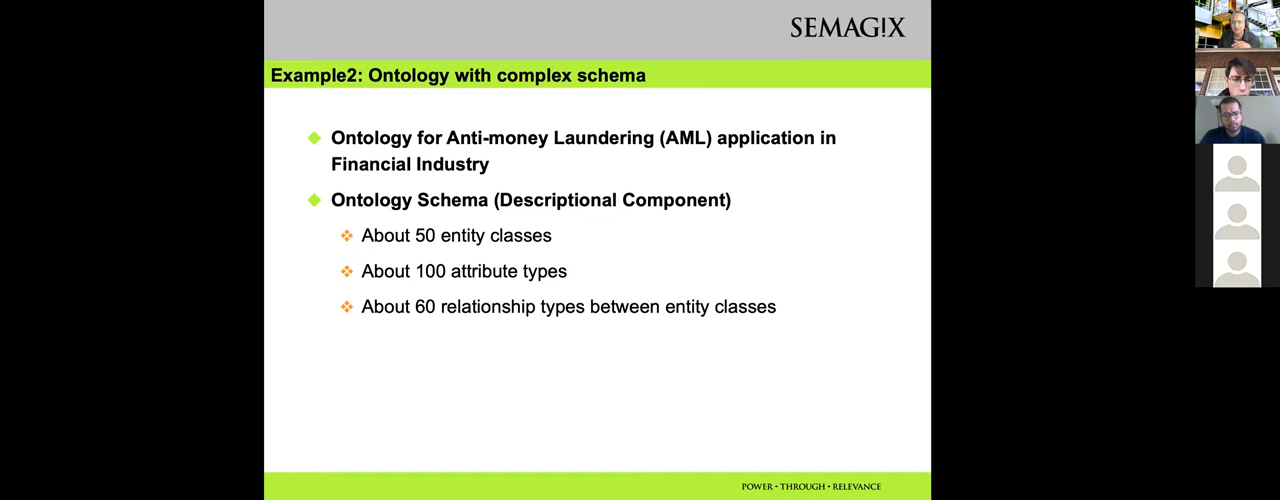 SEMAG!X
Example2: Ontology with complex schema
Ontology for Anti-money Laundering (AML) application in
Financial Industry
Ontology Schema (Descriptional Component)
About 50 entity classes
About 100 attribute types
About 60 relationship types between entity classes
POWER • THROUGH • RELEVANCE